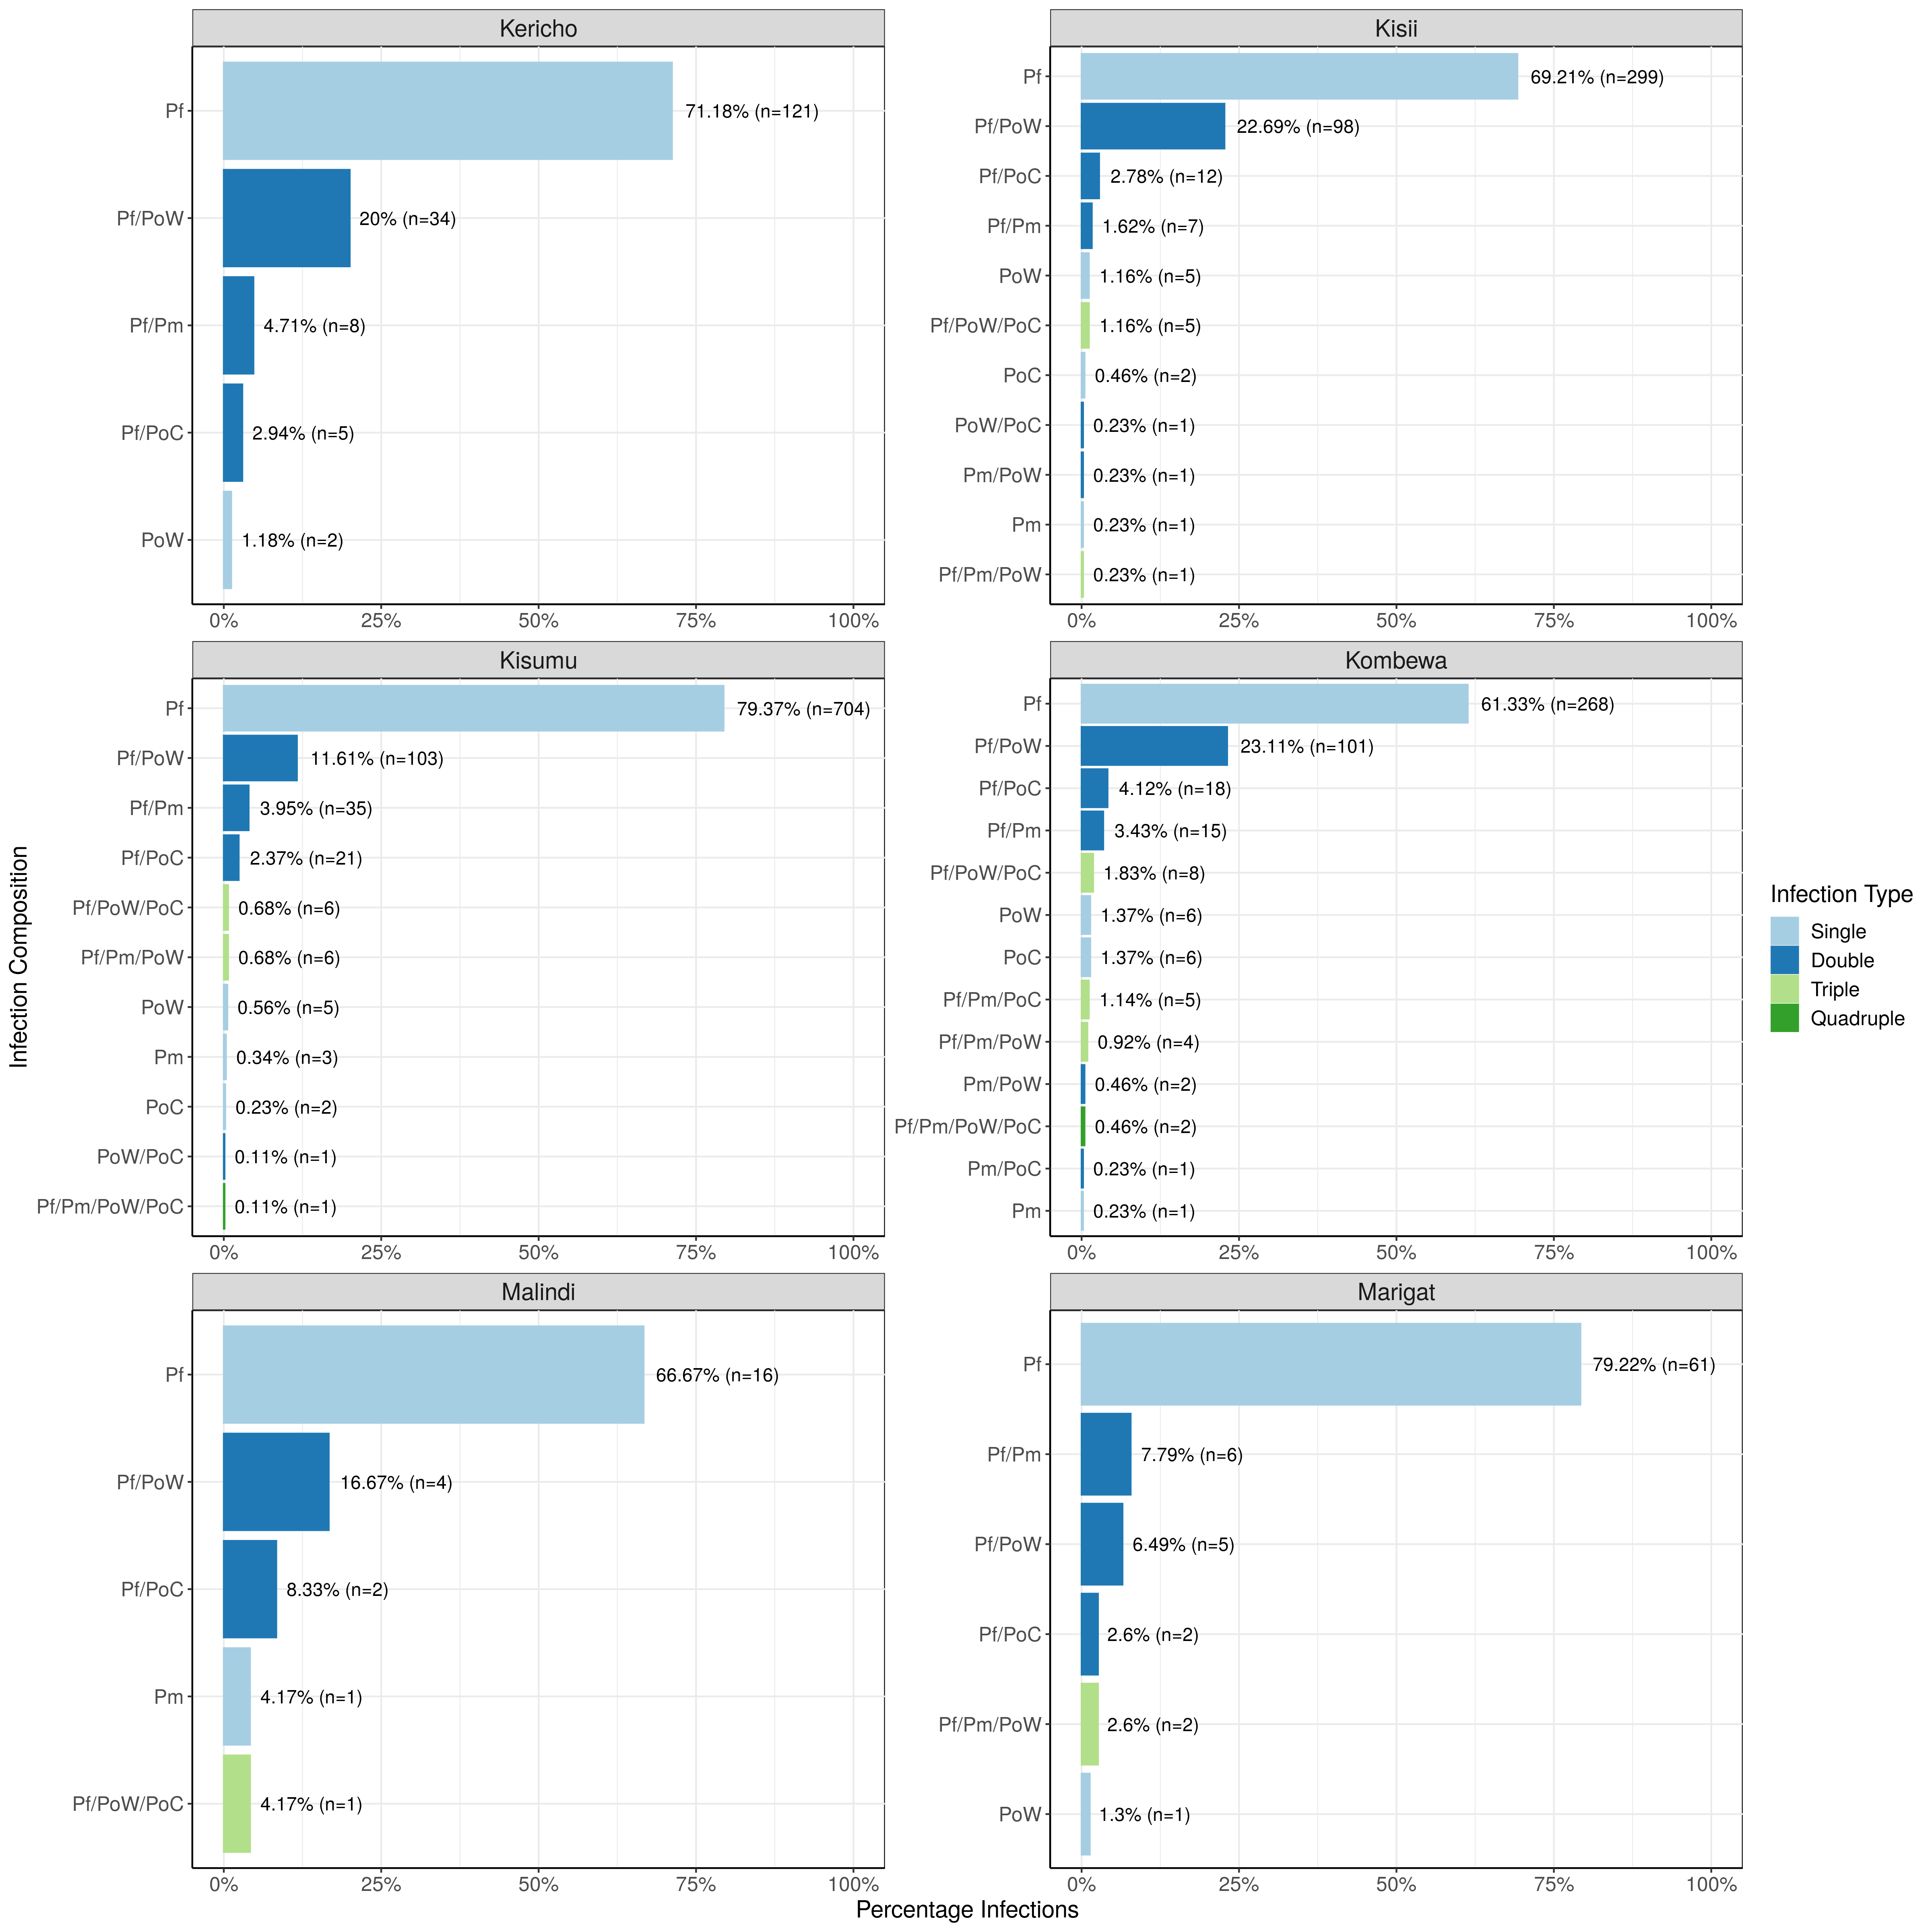 Kericho
Pf 71.18% (n=121)
Pf/PoW 20% (n=34)
Pf/Pm 4.71% (n=8)
Pf/PoC 2.94% (n=5)
PoW 1.18% (n=2)
0% 25% 50% 75% 100%
Kisii
Pf 69.21% (n=299)
Pf/PoW 22.69% (n=98)
Pf/PoC 2.78% (n=12)
Pf/Pm 1.62% (n=7)
PoW 1.16% (n=5)
Pf/PoW/PoC 1.16% (n=5)
PoC 0.46% (n=2)
PoW/PoC 0.23% (n=1)
Pm/PoW 0.23% (n=1)
Pm 0.23% (n=1)
Pf/Pm/PoW 0.23% (n=1)
0% 25% 50% 75% 100%
Kisumu
Pf 79.37% (n=704)
Pf/PoW 11.61% (n=103)
Pf/Pm 3.95% (n=35)
Pf/PoC 2.37% (n=21)
Pf/PoW/PoC 0.68% (n=6)
Pf/Pm/PoW 0.68% (n=6)
PoW 0.56% (n=5)
Pm 0.34% (n=3)
PoC 0.23% (n=2)
PoW/PoC 0.11% (n=1)
Pf/Pm/PoW/PoC 0.11% (n=1)
0% 25% 50% 75% 100%
Kombewa
Pf 61.33% (n=268)
Pf/PoW 23.11% (n=101)
Pf/PoC 4.12% (n=18)
Pf/Pm 3.43% (n=15)
Pf/PoW/PoC 1.83% (n=8)
PoW 1.37% (n=6)
PoC 1.37% (n=6)
Pf/Pm/PoC 1.14% (n=5)
Pf/Pm/PoW 0.92% (n=4)
Pm/PoW 0.46% (n=2)
Pf/Pm/PoW/PoC 0.46% (n=2)
Pm/PoC 0.23% (n=1)
Pm 0.23% (n=1)
0% 25% 50% 75% 100%
Malindi
Pf 66.67% (n=16)
Pf/PoW 16.67% (n=4)
Pf/PoC 8.33% (n=2)
Pm 4.17% (n=1)
Pf/PoW/PoC 4.17% (n=1)
0% 25% 50% 75% 100%
Marigat
Pf 79.22% (n=61)
Pf/Pm 7.79% (n=6)
Pf/PoW 6.49% (n=5)
Pf/PoC 2.6% (n=2)
Pf/Pm/PoW 2.6% (n=2)
PoW 1.3% (n=1)
0% 25% 50% 75% 100%
Infection Composition
Percentage Infections
Infection Type
Single
Double
Triple
Quadruple